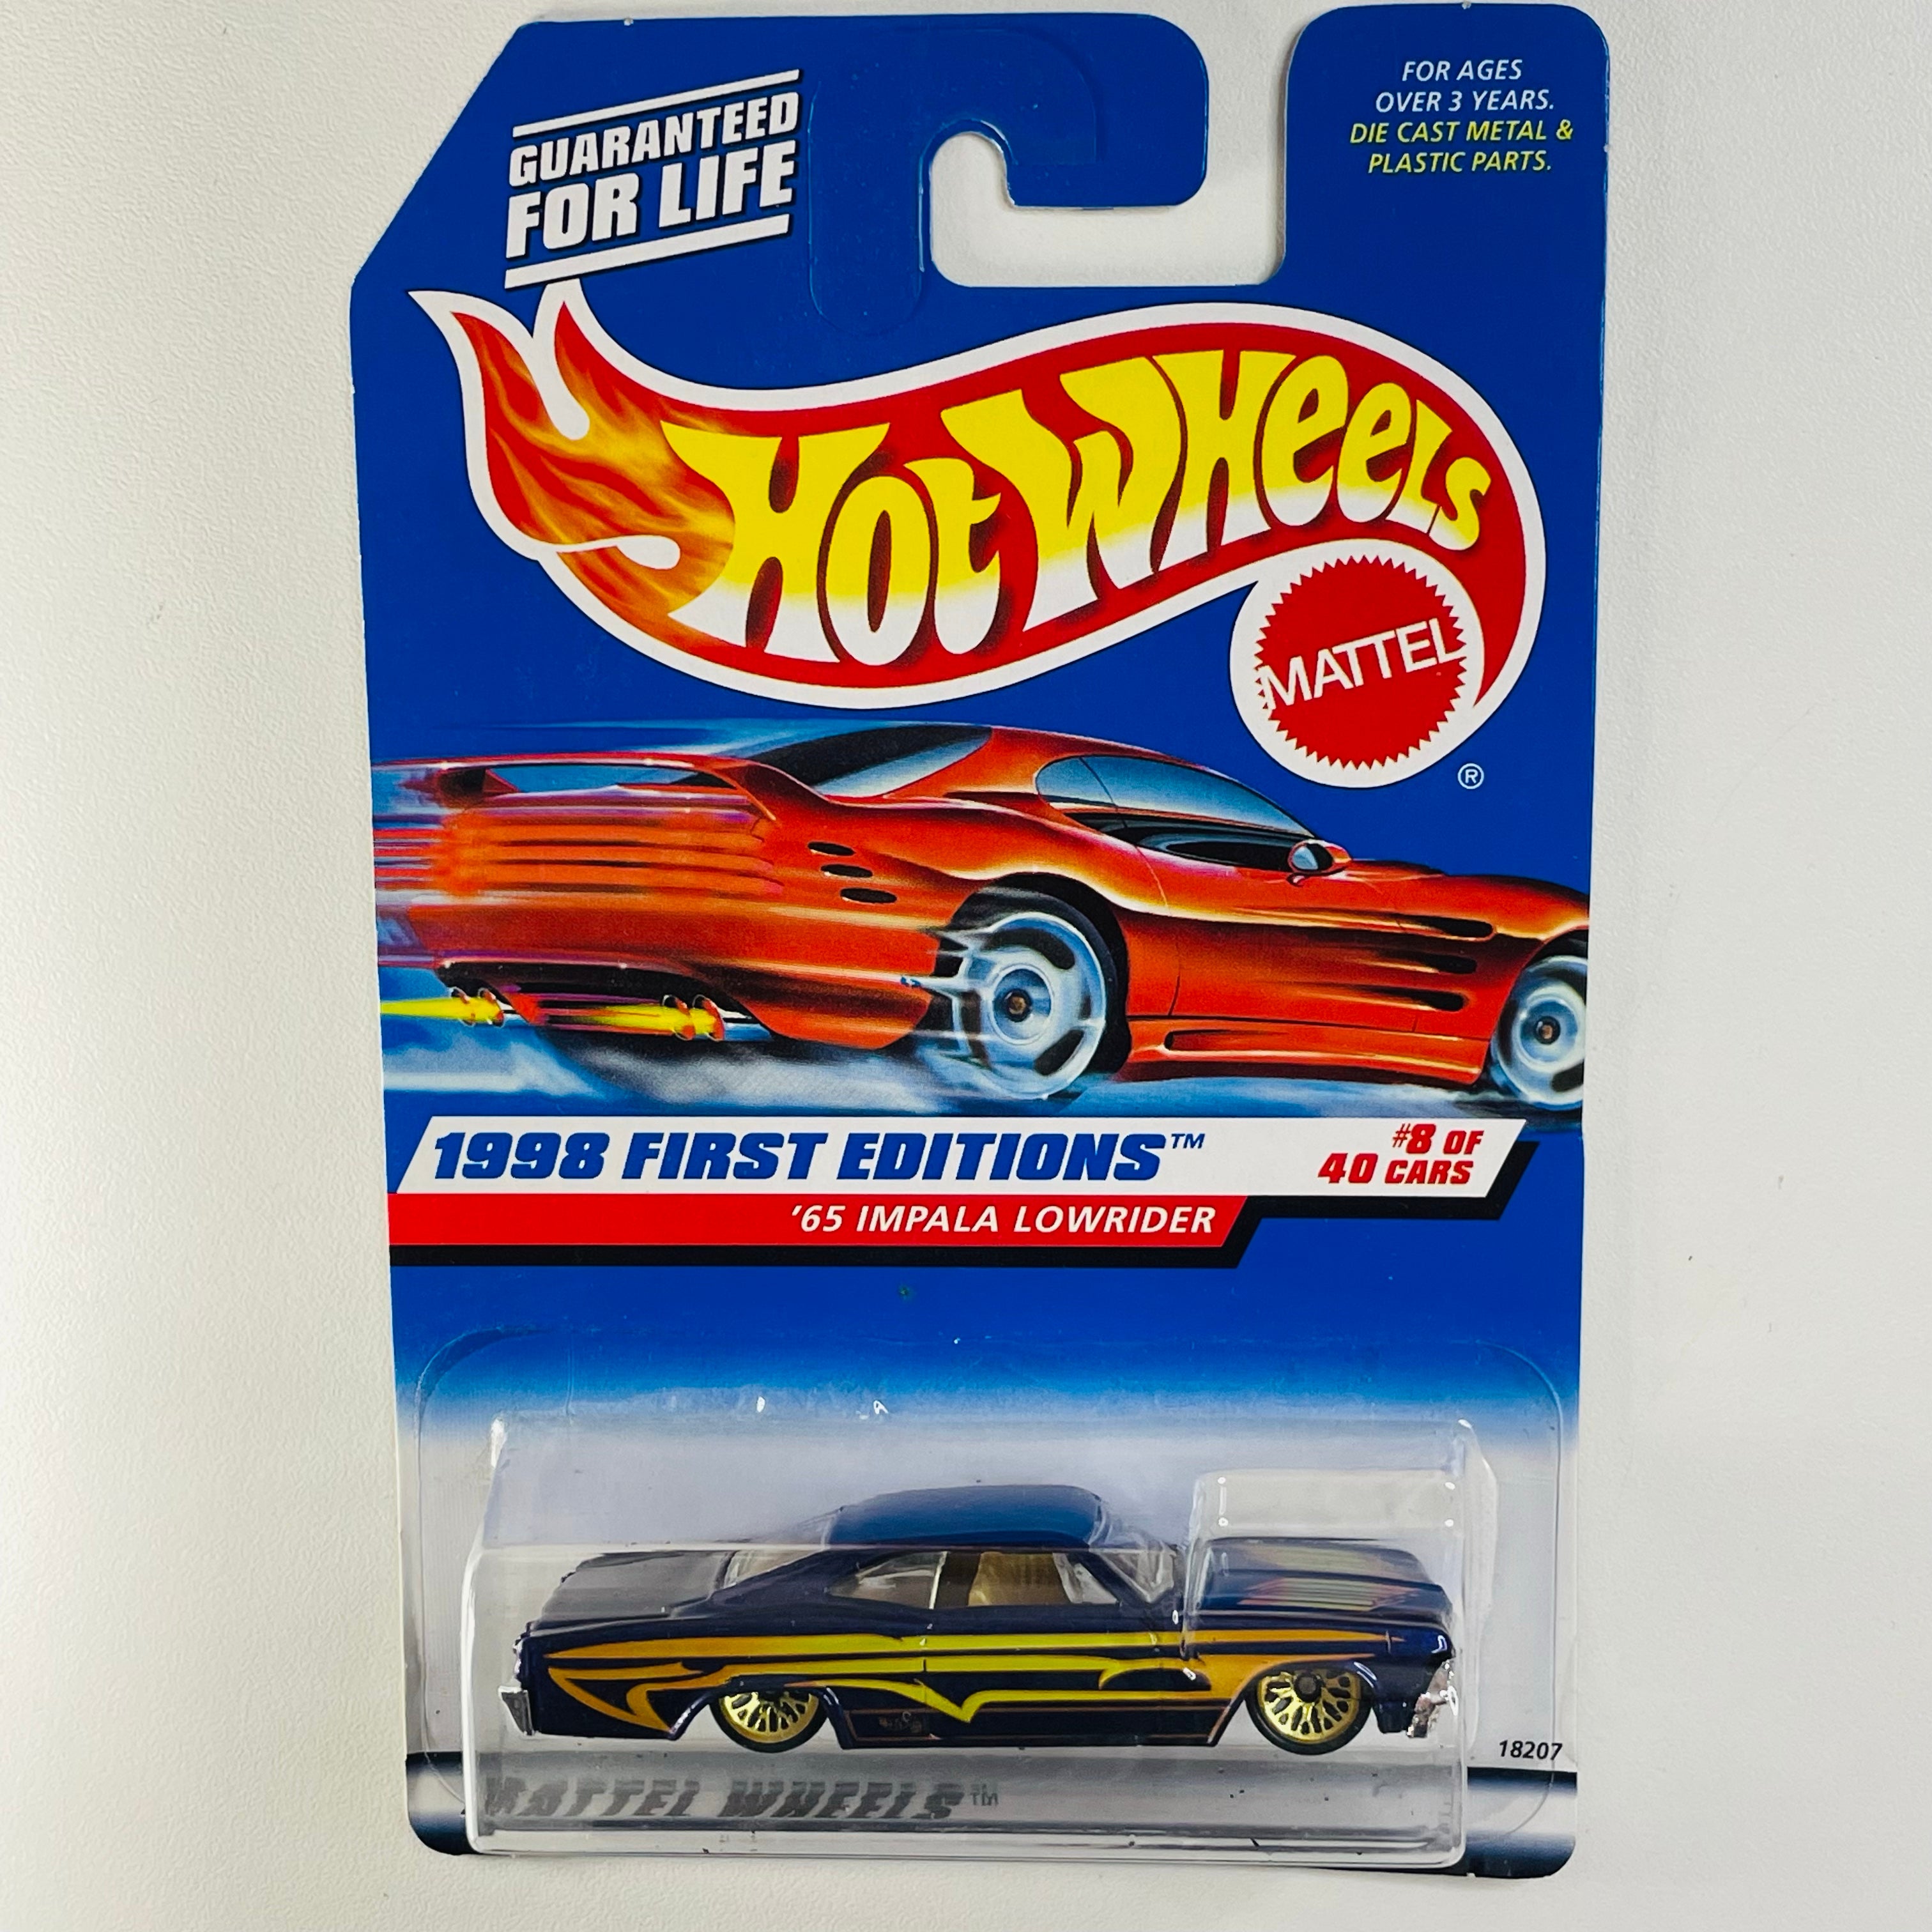 GUARANTEED
FOR LIFE
FOR AGES
OVER 3 YEARS.
DIE CAST METAL &
PLASTIC PARTS.
HOT WHEELS
MATTEL
®
1998 FIRST EDITIONS™
#8 OF
40 CARS
'65 IMPALA LOWRIDER
18207
MATTEL WHEELS™